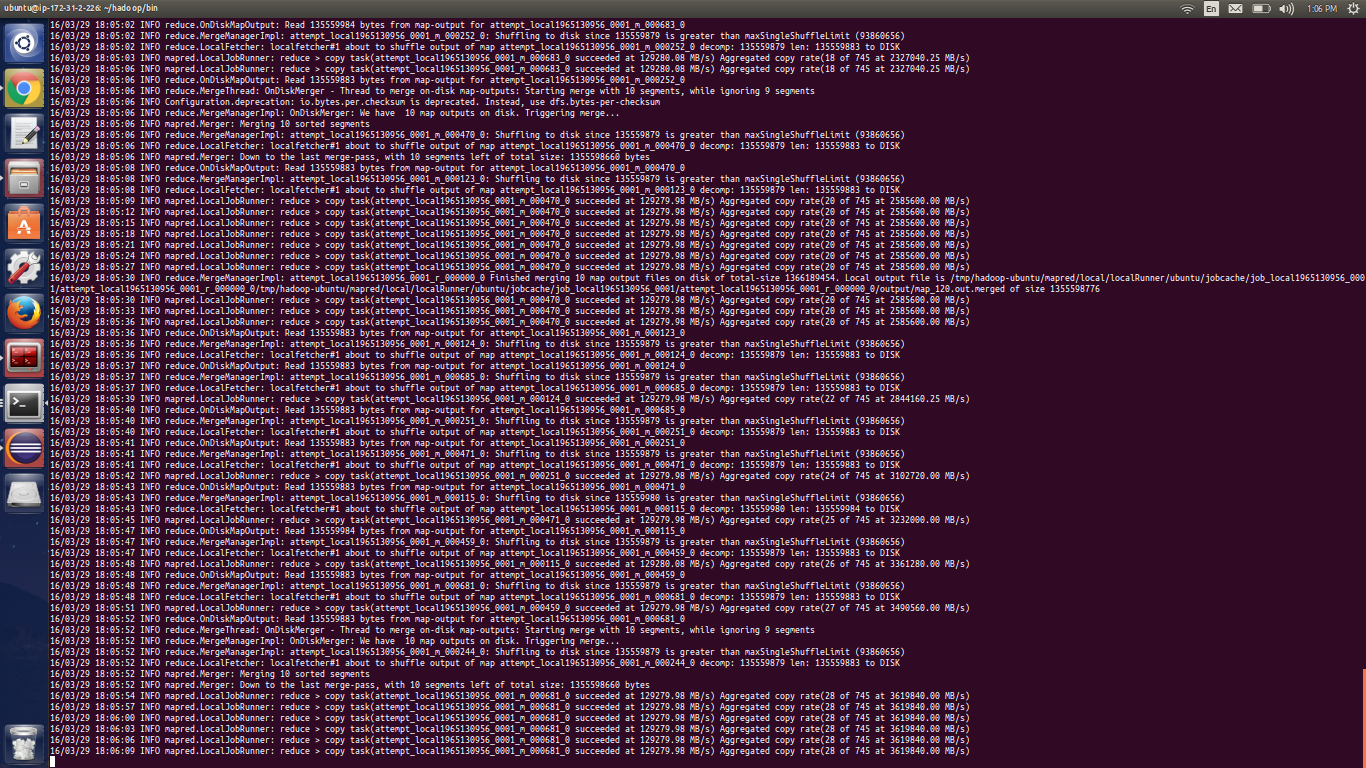 ubuntu@ip-172-31-2-226: ~/hadoop/bin
En
1:06 PM
16/03/29 18:05:02 INFO reduce.OnDiskMapOutput: Read 135559984 bytes from map-output for attempt_local1965130956_0001_m_000683_0
16/03/29 18:05:02 INFO reduce.MergeManagerImpl: attempt_local1965130956_0001_m_000252_0: Shuffling to disk since 135559879 is greater than maxSingleShuffleLimit (93860656)
16/03/29 18:05:02 INFO reduce.LocalFetcher: localfetcher#1 about to shuffle output of map attempt_local1965130956_0001_m_000252_0 decomp: 135559879 len: 135559883 to DISK
16/03/29 18:05:03 INFO mapred.LocalJobRunner: reduce > copy task(attempt_local1965130956_0001_m_000683_0 succeeded at 129280.08 MB/s) Aggregated copy rate(18 of 745 at 2327040.25 MB/s)
16/03/29 18:05:06 INFO mapred.LocalJobRunner: reduce > copy task(attempt_local1965130956_0001_m_000683_0 succeeded at 129280.08 MB/s) Aggregated copy rate(18 of 745 at 2327040.25 MB/s)
16/03/29 18:05:06 INFO reduce.OnDiskMapOutput: Read 135559883 bytes from map-output for attempt_local1965130956_0001_m_000252_0
16/03/29 18:05:06 INFO reduce.MergeThread: OnDiskMerger - Thread to merge on-disk map-outputs: Starting merge with 10 segments, while ignoring 9 segments
16/03/29 18:05:06 INFO Configuration.deprecation: io.bytes.per.checksum is deprecated. Instead, use dfs.bytes-per-checksum
16/03/29 18:05:06 INFO reduce.MergeManagerImpl: OnDiskMerger: We have  10 map outputs on disk. Triggering merge...
16/03/29 18:05:06 INFO mapred.Merger: Merging 10 sorted segments
16/03/29 18:05:06 INFO reduce.MergeManagerImpl: attempt_local1965130956_0001_m_000470_0: Shuffling to disk since 135559879 is greater than maxSingleShuffleLimit (93860656)
16/03/29 18:05:06 INFO reduce.LocalFetcher: localfetcher#1 about to shuffle output of map attempt_local1965130956_0001_m_000470_0 decomp: 135559879 len: 135559883 to DISK
16/03/29 18:05:06 INFO mapred.Merger: Down to the last merge-pass, with 10 segments left of total size: 1355598660 bytes
16/03/29 18:05:08 INFO reduce.OnDiskMapOutput: Read 135559883 bytes from map-output for attempt_local1965130956_0001_m_000470_0
16/03/29 18:05:08 INFO reduce.MergeManagerImpl: attempt_local1965130956_0001_m_000123_0: Shuffling to disk since 135559879 is greater than maxSingleShuffleLimit (93860656)
16/03/29 18:05:08 INFO reduce.LocalFetcher: localfetcher#1 about to shuffle output of map attempt_local1965130956_0001_m_000123_0 decomp: 135559879 len: 135559883 to DISK
16/03/29 18:05:09 INFO mapred.LocalJobRunner: reduce > copy task(attempt_local1965130956_0001_m_000470_0 succeeded at 129279.98 MB/s) Aggregated copy rate(20 of 745 at 2585600.00 MB/s)
16/03/29 18:05:12 INFO mapred.LocalJobRunner: reduce > copy task(attempt_local1965130956_0001_m_000470_0 succeeded at 129279.98 MB/s) Aggregated copy rate(20 of 745 at 2585600.00 MB/s)
16/03/29 18:05:15 INFO mapred.LocalJobRunner: reduce > copy task(attempt_local1965130956_0001_m_000470_0 succeeded at 129279.98 MB/s) Aggregated copy rate(20 of 745 at 2585600.00 MB/s)
16/03/29 18:05:18 INFO mapred.LocalJobRunner: reduce > copy task(attempt_local1965130956_0001_m_000470_0 succeeded at 129279.98 MB/s) Aggregated copy rate(20 of 745 at 2585600.00 MB/s)
16/03/29 18:05:21 INFO mapred.LocalJobRunner: reduce > copy task(attempt_local1965130956_0001_m_000470_0 succeeded at 129279.98 MB/s) Aggregated copy rate(20 of 745 at 2585600.00 MB/s)
16/03/29 18:05:24 INFO mapred.LocalJobRunner: reduce > copy task(attempt_local1965130956_0001_m_000470_0 succeeded at 129279.98 MB/s) Aggregated copy rate(20 of 745 at 2585600.00 MB/s)
16/03/29 18:05:27 INFO mapred.LocalJobRunner: reduce > copy task(attempt_local1965130956_0001_m_000470_0 succeeded at 129279.98 MB/s) Aggregated copy rate(20 of 745 at 2585600.00 MB/s)
16/03/29 18:05:30 INFO reduce.MergeManagerImpl: attempt_local1965130956_0001_r_000000_0 Finished merging 10 map output files on disk of total-size 1366189454. Local output file is /tmp/hadoop-ubuntu/mapred/local/localRunner/ubuntu/jobcache/job_local1965130956_000
1/attempt_local1965130956_0001_r_000000_0/tmp/hadoop-ubuntu/mapred/local/localRunner/ubuntu/jobcache/job_local1965130956_0001/attempt_local1965130956_0001_r_000000_0/output/map_120.out.merged of size 1355598776
16/03/29 18:05:30 INFO mapred.LocalJobRunner: reduce > copy task(attempt_local1965130956_0001_m_000470_0 succeeded at 129279.98 MB/s) Aggregated copy rate(20 of 745 at 2585600.00 MB/s)
16/03/29 18:05:33 INFO mapred.LocalJobRunner: reduce > copy task(attempt_local1965130956_0001_m_000470_0 succeeded at 129279.98 MB/s) Aggregated copy rate(20 of 745 at 2585600.00 MB/s)
16/03/29 18:05:36 INFO mapred.LocalJobRunner: reduce > copy task(attempt_local1965130956_0001_m_000470_0 succeeded at 129279.98 MB/s) Aggregated copy rate(20 of 745 at 2585600.00 MB/s)
16/03/29 18:05:36 INFO reduce.OnDiskMapOutput: Read 135559883 bytes from map-output for attempt_local1965130956_0001_m_000123_0
16/03/29 18:05:36 INFO reduce.MergeManagerImpl: attempt_local1965130956_0001_m_000124_0: Shuffling to disk since 135559879 is greater than maxSingleShuffleLimit (93860656)
16/03/29 18:05:36 INFO reduce.LocalFetcher: localfetcher#1 about to shuffle output of map attempt_local1965130956_0001_m_000124_0 decomp: 135559879 len: 135559883 to DISK
16/03/29 18:05:37 INFO reduce.OnDiskMapOutput: Read 135559883 bytes from map-output for attempt_local1965130956_0001_m_000124_0
16/03/29 18:05:37 INFO reduce.MergeManagerImpl: attempt_local1965130956_0001_m_000685_0: Shuffling to disk since 135559879 is greater than maxSingleShuffleLimit (93860656)
16/03/29 18:05:37 INFO reduce.LocalFetcher: localfetcher#1 about to shuffle output of map attempt_local1965130956_0001_m_000685_0 decomp: 135559879 len: 135559883 to DISK
16/03/29 18:05:39 INFO mapred.LocalJobRunner: reduce > copy task(attempt_local1965130956_0001_m_000124_0 succeeded at 129279.98 MB/s) Aggregated copy rate(22 of 745 at 2844160.25 MB/s)
16/03/29 18:05:40 INFO reduce.OnDiskMapOutput: Read 135559883 bytes from map-output for attempt_local1965130956_0001_m_000685_0
16/03/29 18:05:40 INFO reduce.MergeManagerImpl: attempt_local1965130956_0001_m_000251_0: Shuffling to disk since 135559879 is greater than maxSingleShuffleLimit (93860656)
16/03/29 18:05:40 INFO reduce.LocalFetcher: localfetcher#1 about to shuffle output of map attempt_local1965130956_0001_m_000251_0 decomp: 135559879 len: 135559883 to DISK
16/03/29 18:05:41 INFO reduce.OnDiskMapOutput: Read 135559883 bytes from map-output for attempt_local1965130956_0001_m_000251_0
16/03/29 18:05:41 INFO reduce.MergeManagerImpl: attempt_local1965130956_0001_m_000471_0: Shuffling to disk since 135559879 is greater than maxSingleShuffleLimit (93860656)
16/03/29 18:05:41 INFO reduce.LocalFetcher: localfetcher#1 about to shuffle output of map attempt_local1965130956_0001_m_000471_0 decomp: 135559879 len: 135559883 to DISK
16/03/29 18:05:42 INFO mapred.LocalJobRunner: reduce > copy task(attempt_local1965130956_0001_m_000251_0 succeeded at 129279.98 MB/s) Aggregated copy rate(24 of 745 at 3102720.00 MB/s)
16/03/29 18:05:43 INFO reduce.OnDiskMapOutput: Read 135559883 bytes from map-output for attempt_local1965130956_0001_m_000471_0
16/03/29 18:05:43 INFO reduce.MergeManagerImpl: attempt_local1965130956_0001_m_000115_0: Shuffling to disk since 135559980 is greater than maxSingleShuffleLimit (93860656)
16/03/29 18:05:43 INFO reduce.LocalFetcher: localfetcher#1 about to shuffle output of map attempt_local1965130956_0001_m_000115_0 decomp: 135559980 len: 135559984 to DISK
16/03/29 18:05:45 INFO mapred.LocalJobRunner: reduce > copy task(attempt_local1965130956_0001_m_000471_0 succeeded at 129279.98 MB/s) Aggregated copy rate(25 of 745 at 3232000.00 MB/s)
16/03/29 18:05:47 INFO reduce.OnDiskMapOutput: Read 135559984 bytes from map-output for attempt_local1965130956_0001_m_000115_0
16/03/29 18:05:47 INFO reduce.MergeManagerImpl: attempt_local1965130956_0001_m_000459_0: Shuffling to disk since 135559879 is greater than maxSingleShuffleLimit (93860656)
16/03/29 18:05:47 INFO reduce.LocalFetcher: localfetcher#1 about to shuffle output of map attempt_local1965130956_0001_m_000459_0 decomp: 135559879 len: 135559883 to DISK
16/03/29 18:05:48 INFO mapred.LocalJobRunner: reduce > copy task(attempt_local1965130956_0001_m_000115_0 succeeded at 129280.08 MB/s) Aggregated copy rate(26 of 745 at 3361280.00 MB/s)
16/03/29 18:05:48 INFO reduce.OnDiskMapOutput: Read 135559883 bytes from map-output for attempt_local1965130956_0001_m_000459_0
16/03/29 18:05:48 INFO reduce.MergeManagerImpl: attempt_local1965130956_0001_m_000681_0: Shuffling to disk since 135559879 is greater than maxSingleShuffleLimit (93860656)
16/03/29 18:05:48 INFO reduce.LocalFetcher: localfetcher#1 about to shuffle output of map attempt_local1965130956_0001_m_000681_0 decomp: 135559879 len: 135559883 to DISK
16/03/29 18:05:51 INFO mapred.LocalJobRunner: reduce > copy task(attempt_local1965130956_0001_m_000459_0 succeeded at 129279.98 MB/s) Aggregated copy rate(27 of 745 at 3490560.00 MB/s)
16/03/29 18:05:52 INFO reduce.OnDiskMapOutput: Read 135559883 bytes from map-output for attempt_local1965130956_0001_m_000681_0
16/03/29 18:05:52 INFO reduce.MergeThread: OnDiskMerger - Thread to merge on-disk map-outputs: Starting merge with 10 segments, while ignoring 9 segments
16/03/29 18:05:52 INFO reduce.MergeManagerImpl: OnDiskMerger: We have  10 map outputs on disk. Triggering merge...
16/03/29 18:05:52 INFO reduce.MergeManagerImpl: attempt_local1965130956_0001_m_000244_0: Shuffling to disk since 135559879 is greater than maxSingleShuffleLimit (93860656)
16/03/29 18:05:52 INFO reduce.LocalFetcher: localfetcher#1 about to shuffle output of map attempt_local1965130956_0001_m_000244_0 decomp: 135559879 len: 135559883 to DISK
16/03/29 18:05:52 INFO mapred.Merger: Merging 10 sorted segments
16/03/29 18:05:52 INFO mapred.Merger: Down to the last merge-pass, with 10 segments left of total size: 1355598660 bytes
16/03/29 18:05:54 INFO mapred.LocalJobRunner: reduce > copy task(attempt_local1965130956_0001_m_000681_0 succeeded at 129279.98 MB/s) Aggregated copy rate(28 of 745 at 3619840.00 MB/s)
16/03/29 18:05:57 INFO mapred.LocalJobRunner: reduce > copy task(attempt_local1965130956_0001_m_000681_0 succeeded at 129279.98 MB/s) Aggregated copy rate(28 of 745 at 3619840.00 MB/s)
16/03/29 18:06:00 INFO mapred.LocalJobRunner: reduce > copy task(attempt_local1965130956_0001_m_000681_0 succeeded at 129279.98 MB/s) Aggregated copy rate(28 of 745 at 3619840.00 MB/s)
16/03/29 18:06:03 INFO mapred.LocalJobRunner: reduce > copy task(attempt_local1965130956_0001_m_000681_0 succeeded at 129279.98 MB/s) Aggregated copy rate(28 of 745 at 3619840.00 MB/s)
16/03/29 18:06:06 INFO mapred.LocalJobRunner: reduce > copy task(attempt_local1965130956_0001_m_000681_0 succeeded at 129279.98 MB/s) Aggregated copy rate(28 of 745 at 3619840.00 MB/s)
16/03/29 18:06:09 INFO mapred.LocalJobRunner: reduce > copy task(attempt_local1965130956_0001_m_000681_0 succeeded at 129279.98 MB/s) Aggregated copy rate(28 of 745 at 3619840.00 MB/s)